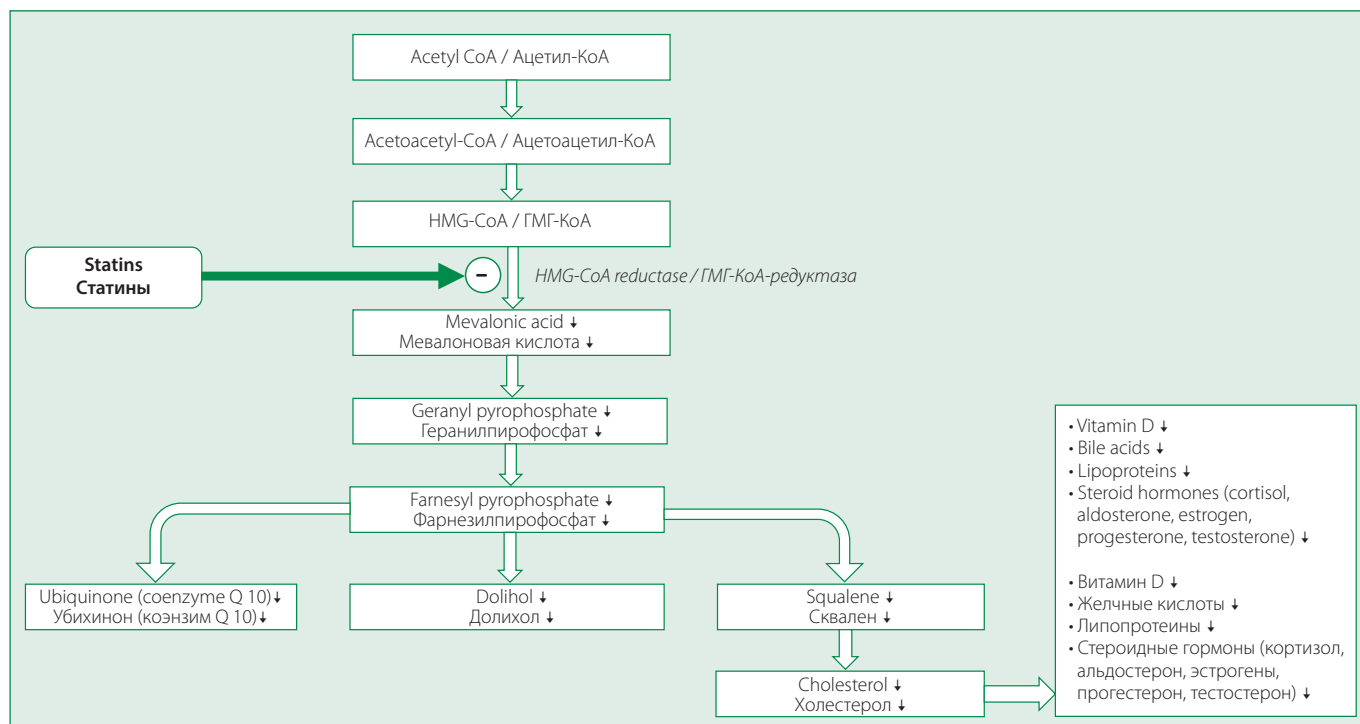 Acetyl CoA / Ацетил-КоА
Acetoacetyl-CoA / Ацетоацетил-КоА
HMG-CoA / ГМГ-КоА
Statins
Статины
–
HMG-CoA reductase / ГМГ-КоА-редуктаза
Mevalonic acid ↓
Мевалоновая кислота ↓
Geranyl pyrophosphate ↓
Геранилпирофосфат ↓
Farnesyl pyrophosphate ↓
Фарнезилпирофосфат ↓
Ubiquinone (coenzyme Q 10)↓
Убихинон (коэнзим Q 10)↓
Dolihol ↓
Долихол ↓
Squalene ↓
Сквален ↓
Cholesterol ↓
Холестерол ↓
• Vitamin D ↓
• Bile acids ↓
• Lipoproteins ↓
• Steroid hormones (cortisol,
aldosterone, estrogen,
progesterone, testosterone) ↓
• Витамин D ↓
• Желчные кислоты ↓
• Липопротеины ↓
• Стероидные гормоны (кортизол,
альдостерон, эстрогены,
прогестерон, тестостерон) ↓